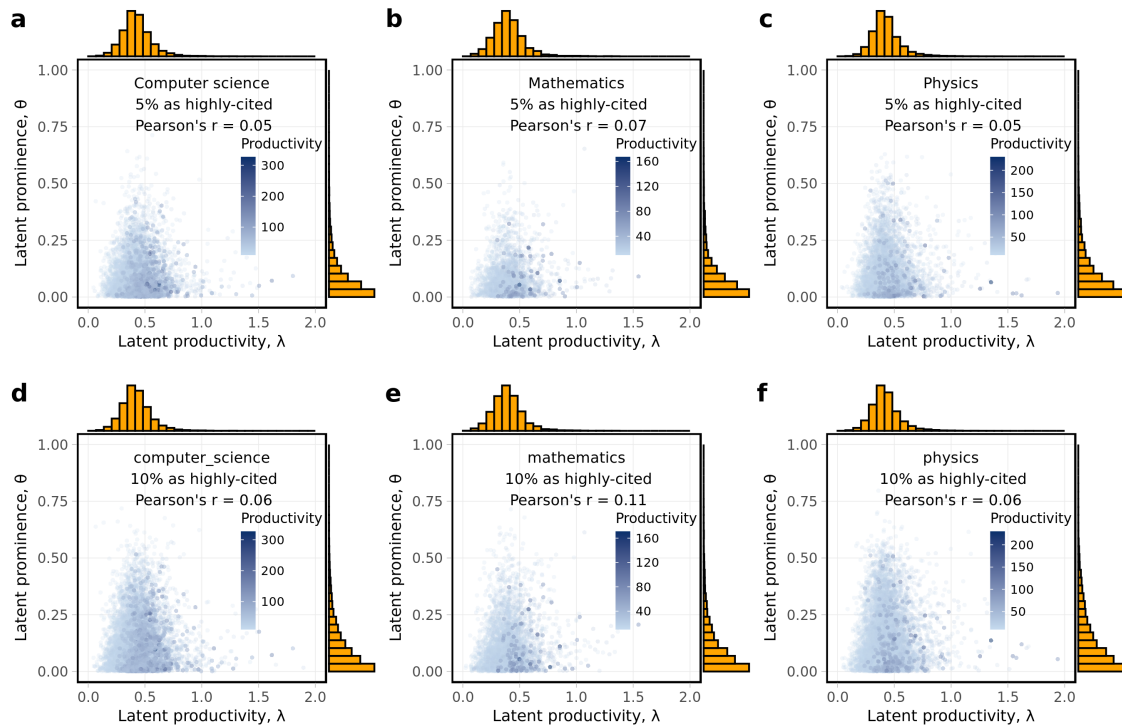 a
Computer science
5% as highly-cited
Pearson's r = 0.05
Productivity
300
200
100
1.00
0.75
0.50
0.25
0.00
Latent prominence, θ
0.0 0.5 1.0 1.5 2.0
Latent productivity, λ
b
Mathematics
5% as highly-cited
Pearson's r = 0.07
Productivity
160
120
80
40
1.00
0.75
0.50
0.25
0.00
Latent prominence, θ
0.0 0.5 1.0 1.5 2.0
Latent productivity, λ
c
Physics
5% as highly-cited
Pearson's r = 0.05
Productivity
200
150
100
50
1.00
0.75
0.50
0.25
0.00
Latent prominence, θ
0.0 0.5 1.0 1.5 2.0
Latent productivity, λ
d
computer_science
10% as highly-cited
Pearson's r = 0.06
Productivity
300
200
100
1.00
0.75
0.50
0.25
0.00
Latent prominence, θ
0.0 0.5 1.0 1.5 2.0
Latent productivity, λ
e
mathematics
10% as highly-cited
Pearson's r = 0.11
Productivity
160
120
80
40
1.00
0.75
0.50
0.25
0.00
Latent prominence, θ
0.0 0.5 1.0 1.5 2.0
Latent productivity, λ
f
physics
10% as highly-cited
Pearson's r = 0.06
Productivity
200
150
100
50
1.00
0.75
0.50
0.25
0.00
Latent prominence, θ
0.0 0.5 1.0 1.5 2.0
Latent productivity, λ